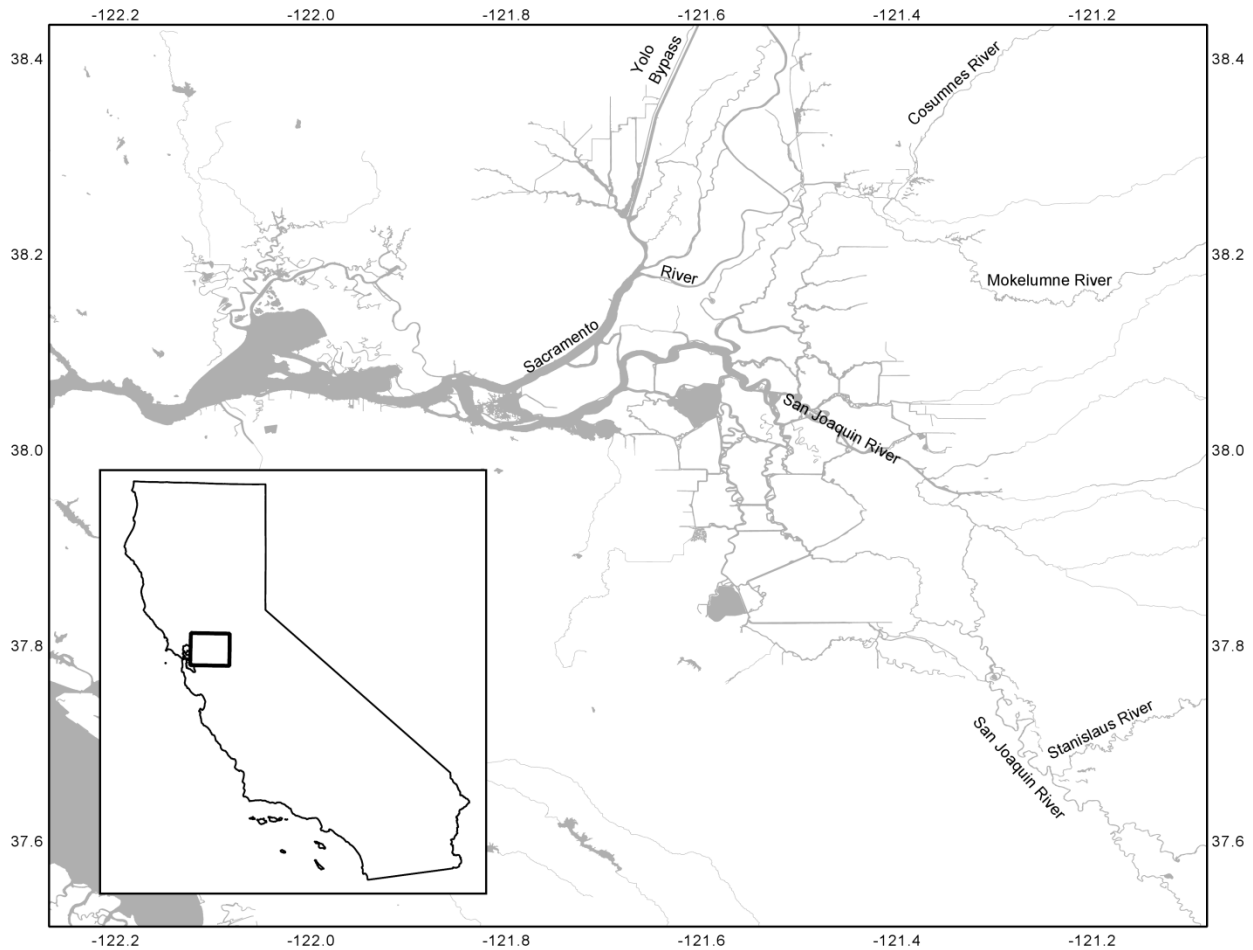 -122.2
-122.0
-121.8
-121.6
-121.4
-121.2
38.4
38.4
Yolo
Bypass
Cosumnes River
38.2
38.2
River
Mokelumne River
Sacramento
San Joaquin River
38.0
38.0
37.8
37.8
Stanislaus River
San Joaquin River
37.6
37.6
-122.2
-122.0
-121.8
-121.6
-121.4
-121.2